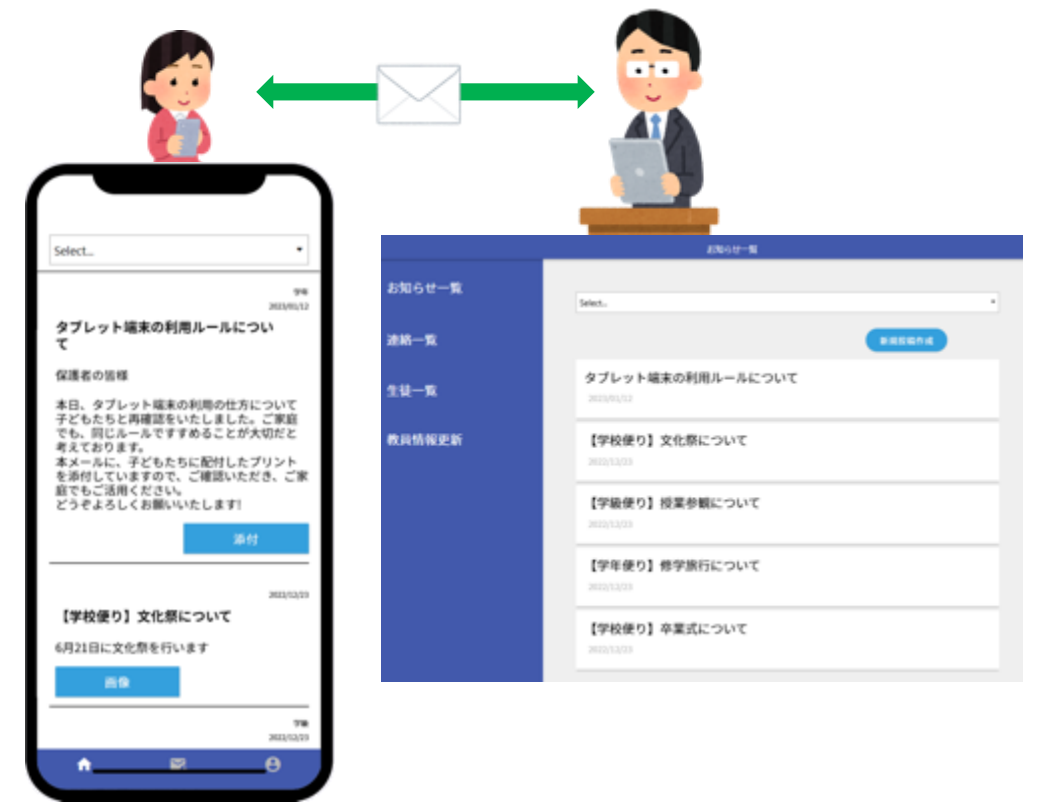 Select...
学年
2023/01/12
タブレット端末の利用ルールについ
て
保護者の皆様
本日、タブレット端末の利用の仕方について
子どもたちと再確認をいたしました。ご家庭
でも、同じルールですすめることが大切だと
考えております。
本メールに、子どもたちに配付したプリント
を添付していますので、ご確認いただき、ご家
庭でもご活用ください。
どうぞよろしくお願いいたします!
添付
2022/12/23
【学校便り】文化祭について
6月21日に文化祭を行います
画像
学級
2022/12/23
お知らせ一覧
お知らせ一覧
連絡一覧
生徒一覧
教員情報更新
Select...
新規投稿作成
タブレット端末の利用ルールについて
2023/01/12
【学校便り】文化祭について
2022/12/23
【学級便り】授業参観について
2022/12/23
【学年便り】修学旅行について
2022/12/23
【学校便り】卒業式について
2022/12/23